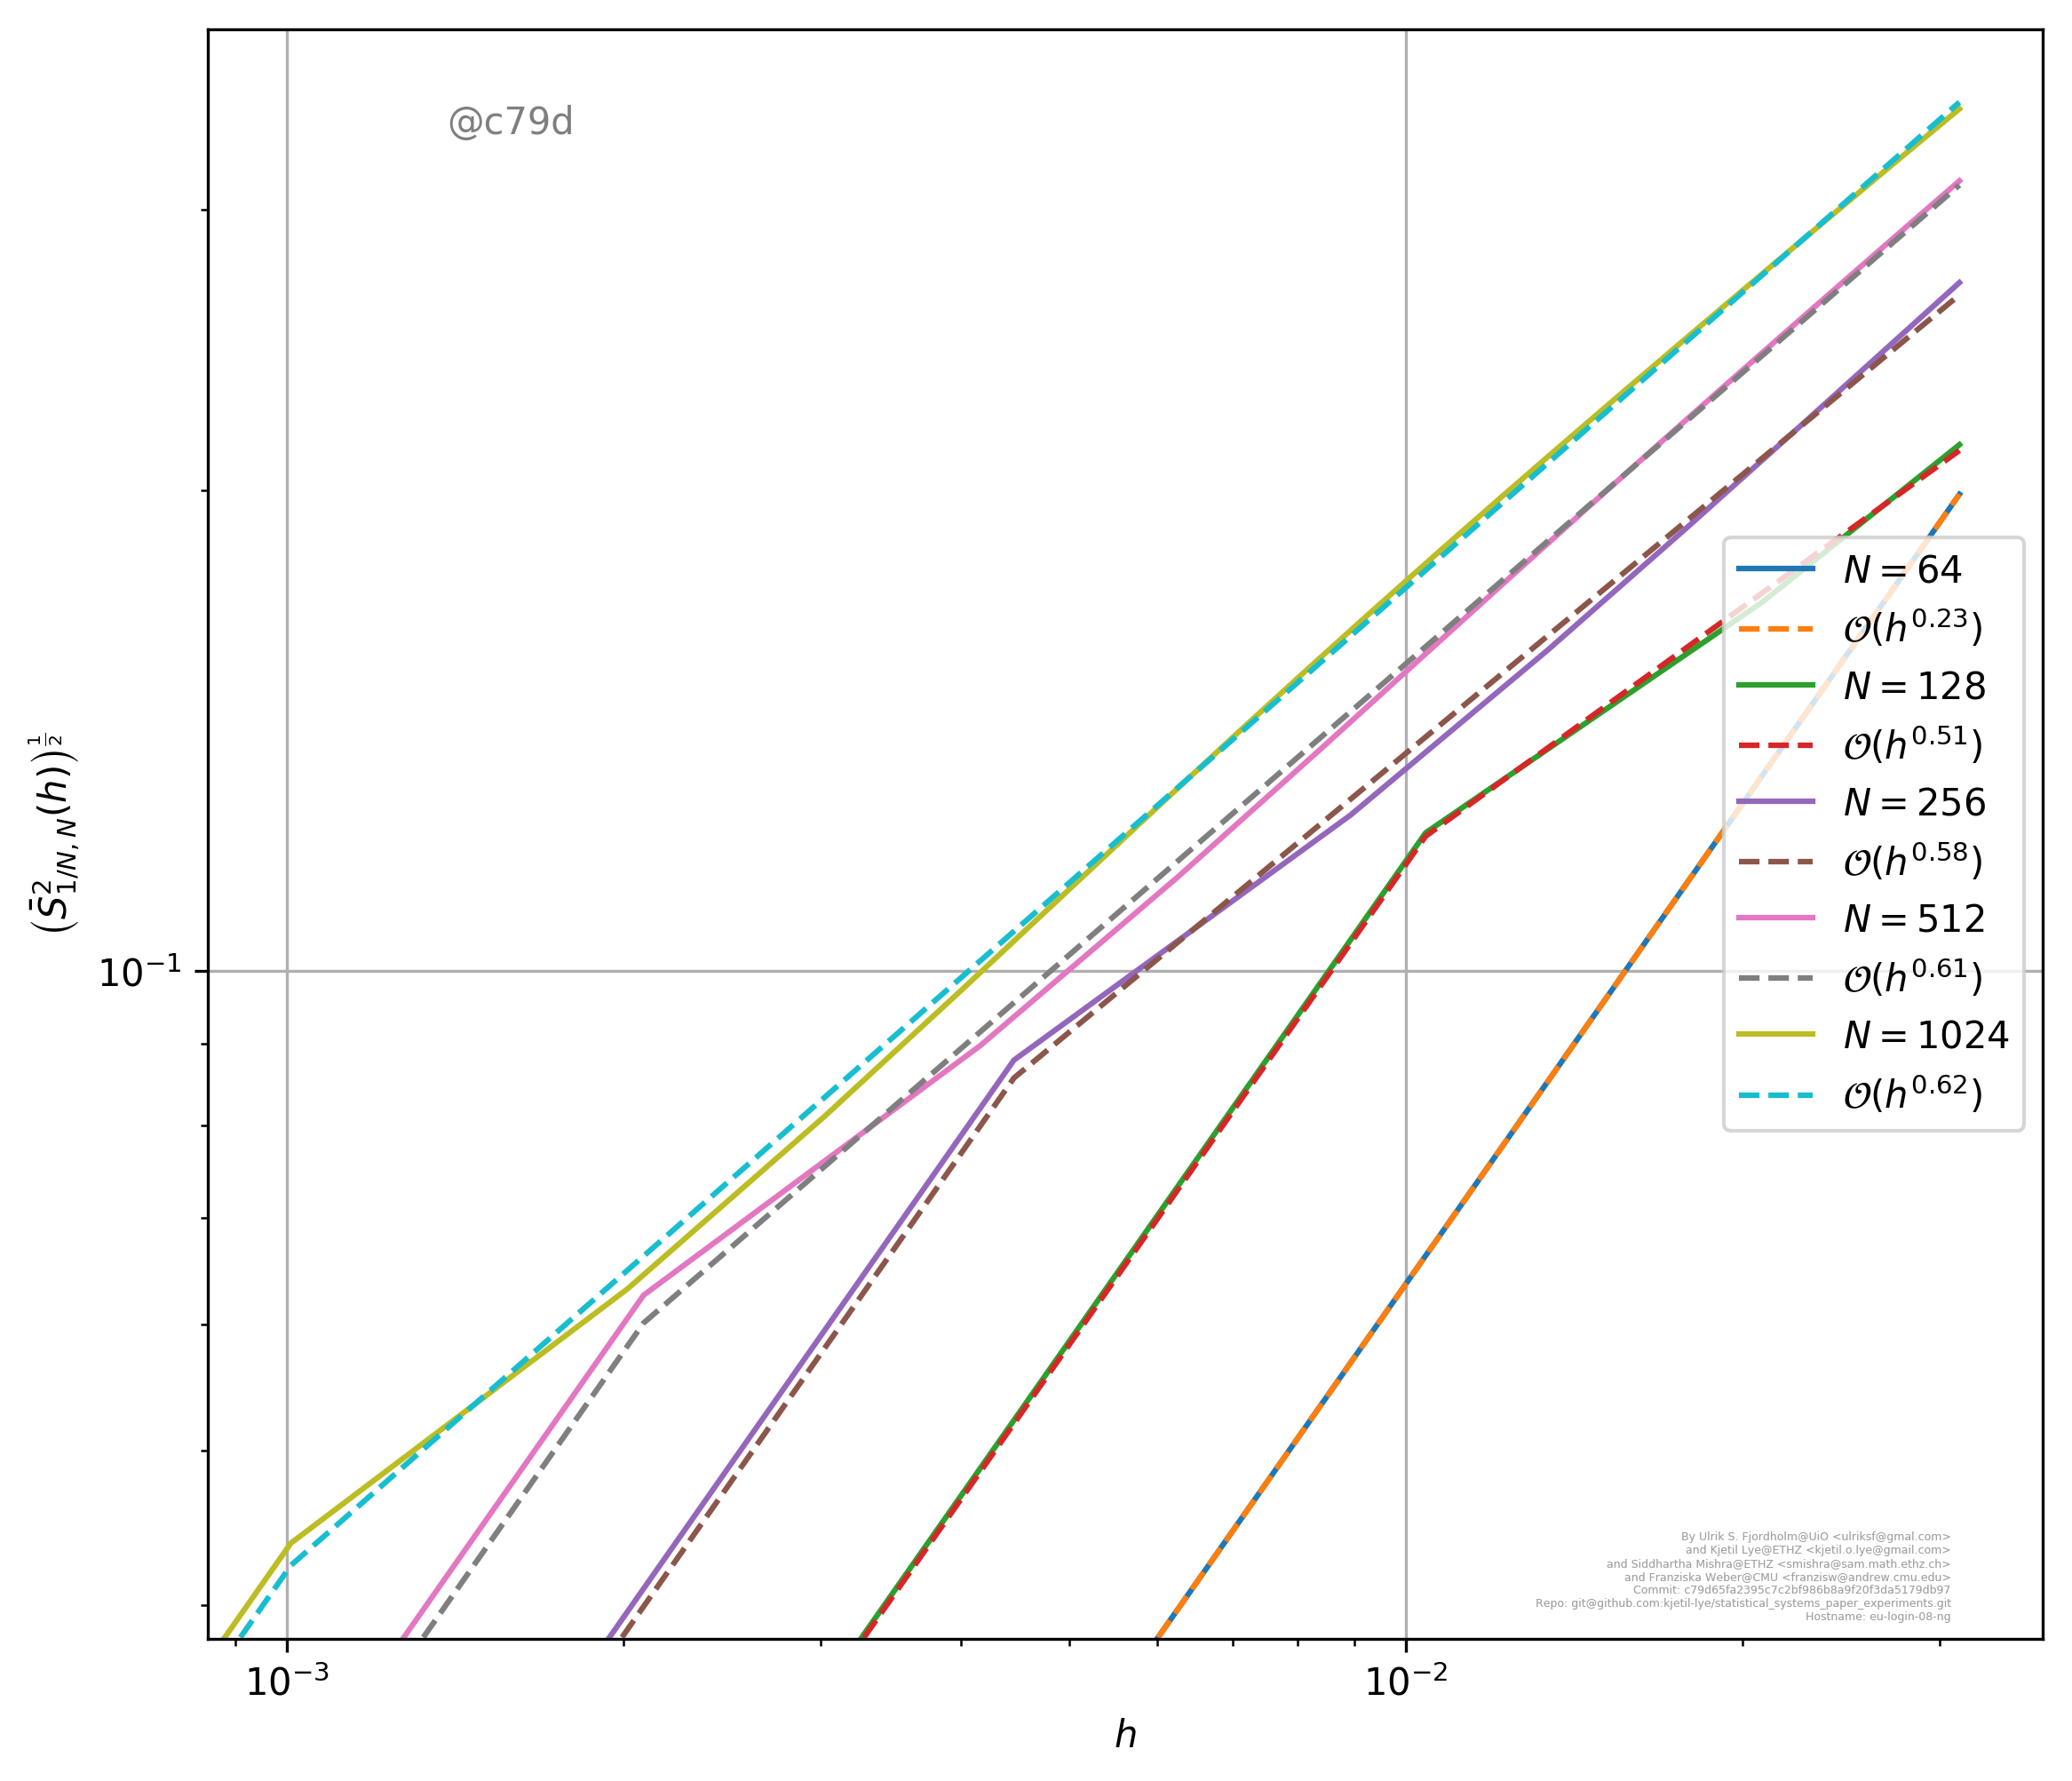 @c79d
(S̄²_{1/N, N}(h))^{1/2}
10⁻¹
N = 64
𝒪(h^{0.23})
N = 128
𝒪(h^{0.51})
N = 256
𝒪(h^{0.58})
N = 512
𝒪(h^{0.61})
N = 1024
𝒪(h^{0.62})
By Ulrik S. Fjordholm@UiO <ulriksf@gmal.com>
and Kjetil Lye@ETHZ <kjetil.o.lye@gmail.com>
and Siddhartha Mishra@ETHZ <smishra@sam.math.ethz.ch>
and Franziska Weber@CMU <franzisw@andrew.cmu.edu>
Commit: c79d65fa2395c7c2bf986b8a9f20f3da5179db97
Repo: git@github.com:kjetil-lye/statistical_systems_paper_experiments.git
Hostname: eu-login-08-ng
10⁻³
10⁻²
h